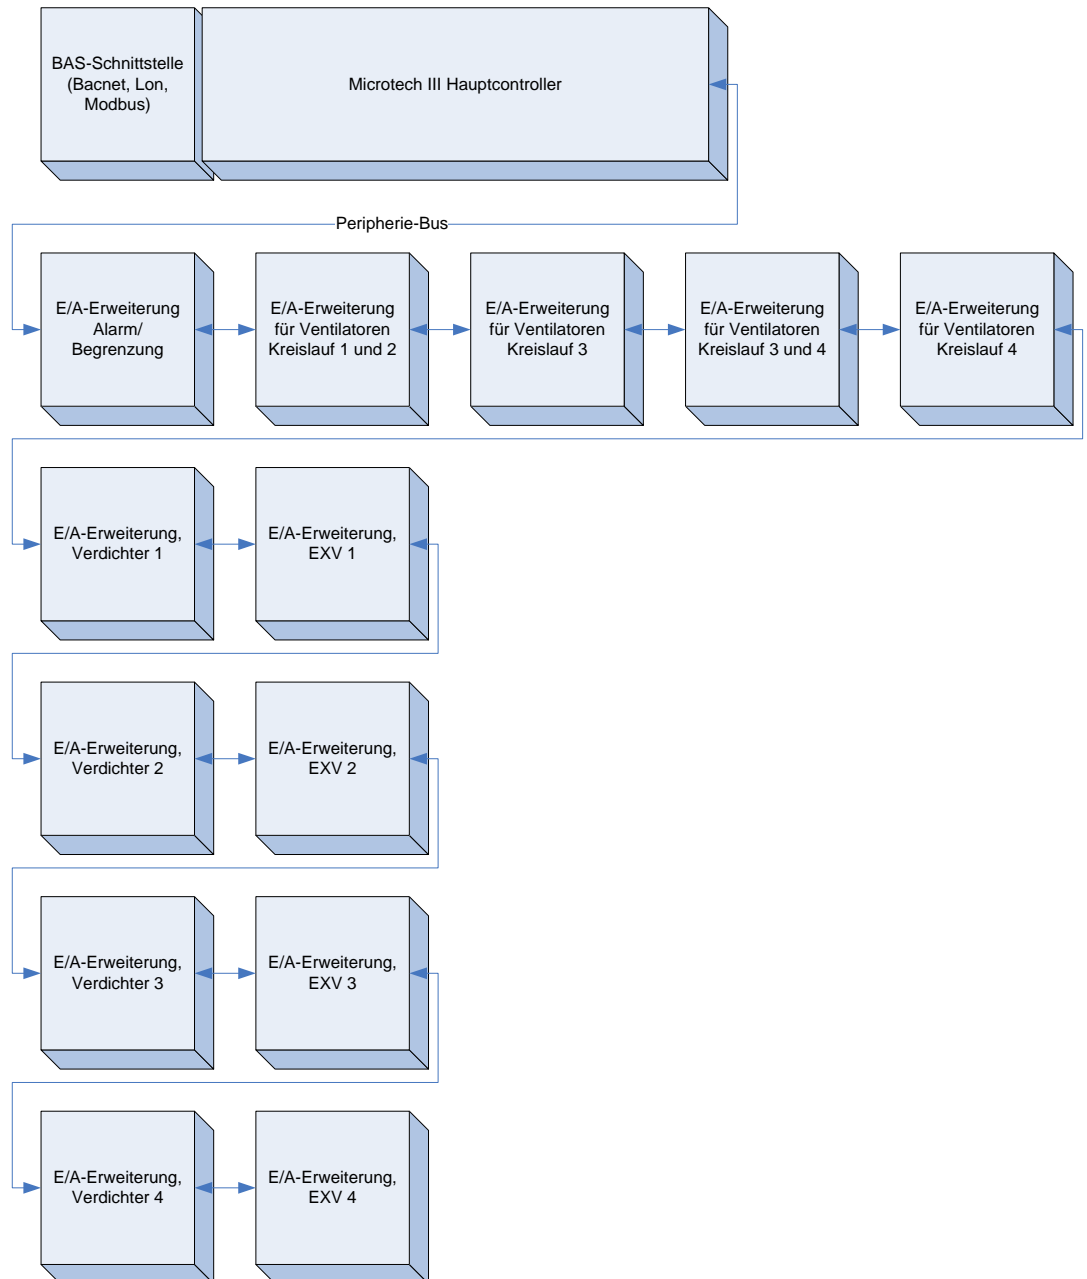 BAS-Schnittstelle
(Bacnet, Lon,
Modbus)
Microtech III Hauptcontroller
Peripherie-Bus
E/A-Erweiterung
Alarm/
Begrenzung
E/A-Erweiterung
für Ventilatoren
Kreislauf 1 und 2
E/A-Erweiterung
für Ventilatoren
Kreislauf 3
E/A-Erweiterung
für Ventilatoren
Kreislauf 3 und 4
E/A-Erweiterung
für Ventilatoren
Kreislauf 4
E/A-Erweiterung,
Verdichter 1
E/A-Erweiterung,
EXV 1
E/A-Erweiterung,
Verdichter 2
E/A-Erweiterung,
EXV 2
E/A-Erweiterung,
Verdichter 3
E/A-Erweiterung,
EXV 3
E/A-Erweiterung,
Verdichter 4
E/A-Erweiterung,
EXV 4